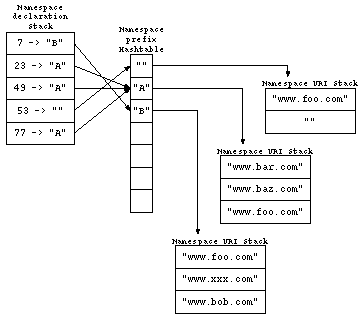 Namespace
declaration
Stack
7 -> "B"
23 -> "A"
49 -> "A"
53 -> ""
77 -> "A"
Namespace
prefix
Hashtable
""
"A"
"B"
Namespace URI Stack
"www.foo.com"
""
Namespace URI Stack
"www.bar.com"
"www.baz.com"
"www.foo.com"
Namespace URI Stack
"www.foo.com"
"www.xxx.com"
"www.bob.com"